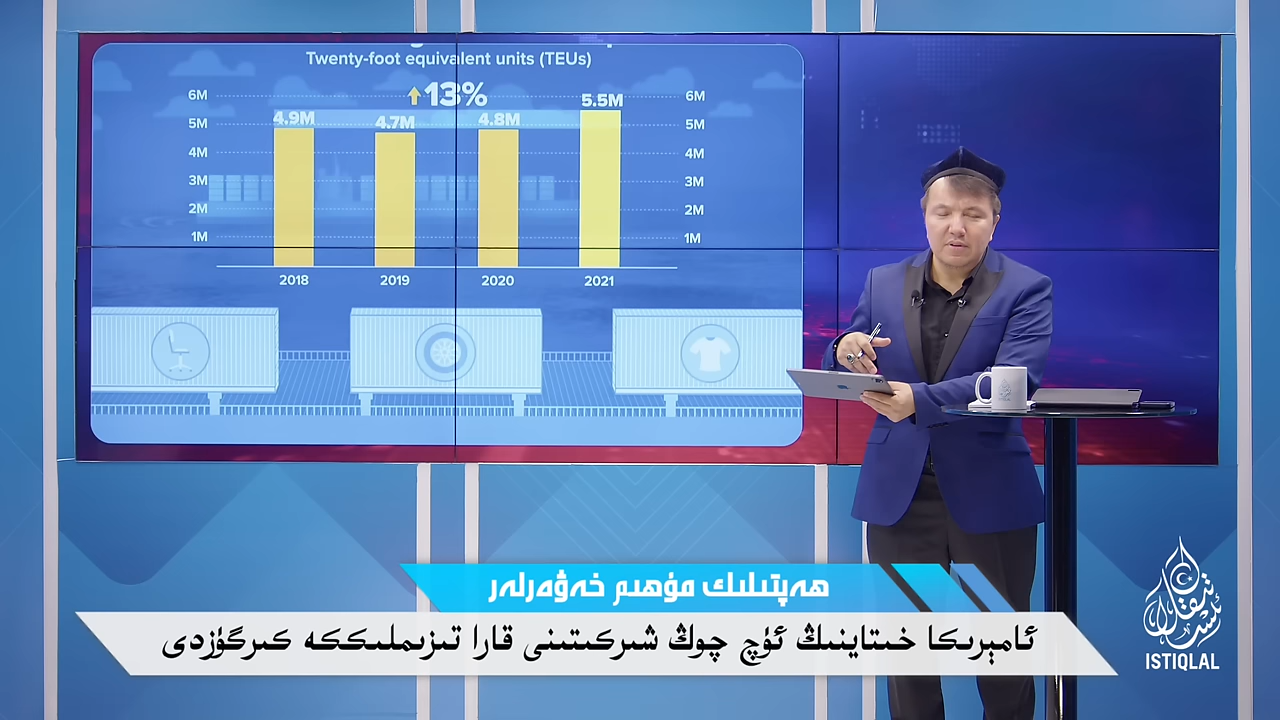 Twenty-foot equivalent units (TEUs)
↑13%
6M 6M
5M 5M
4M 4M
3M 3M
2M 2M
1M 1M
4.9M 4.7M 4.8M 5.5M
2018 2019 2020 2021
ھەپتىلىك مۇھىم خەۋەرلەر
ئامېرىكا خىتاينىڭ ئۈچ چوڭ شىركىتىنى قارا تىزىملىككە كىرگۈزدى
ئىستىقلال
ISTIQLAL